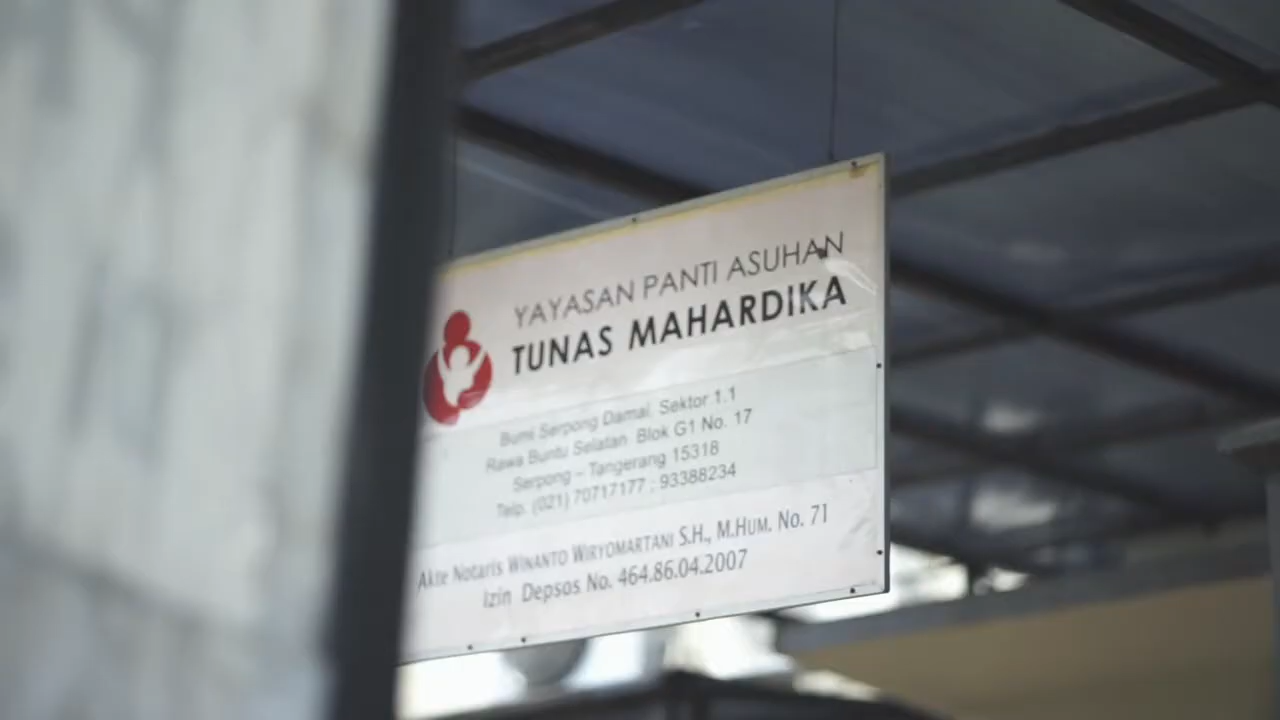 YAYASAN PANTI ASUHAN
TUNAS MAHARDIKA
Bumi Serpong Damai. Sektor 1.1
Rawa Buntu Selatan Blok G1 No. 17
Serpong – Tangerang 15318
Telp. (021) 70717177 ; 93388234
Akte Notaris WINANTO WIRYOMARTANI S.H., M.HUM. No. 71
Izin Depsos No. 464.86.04.2007